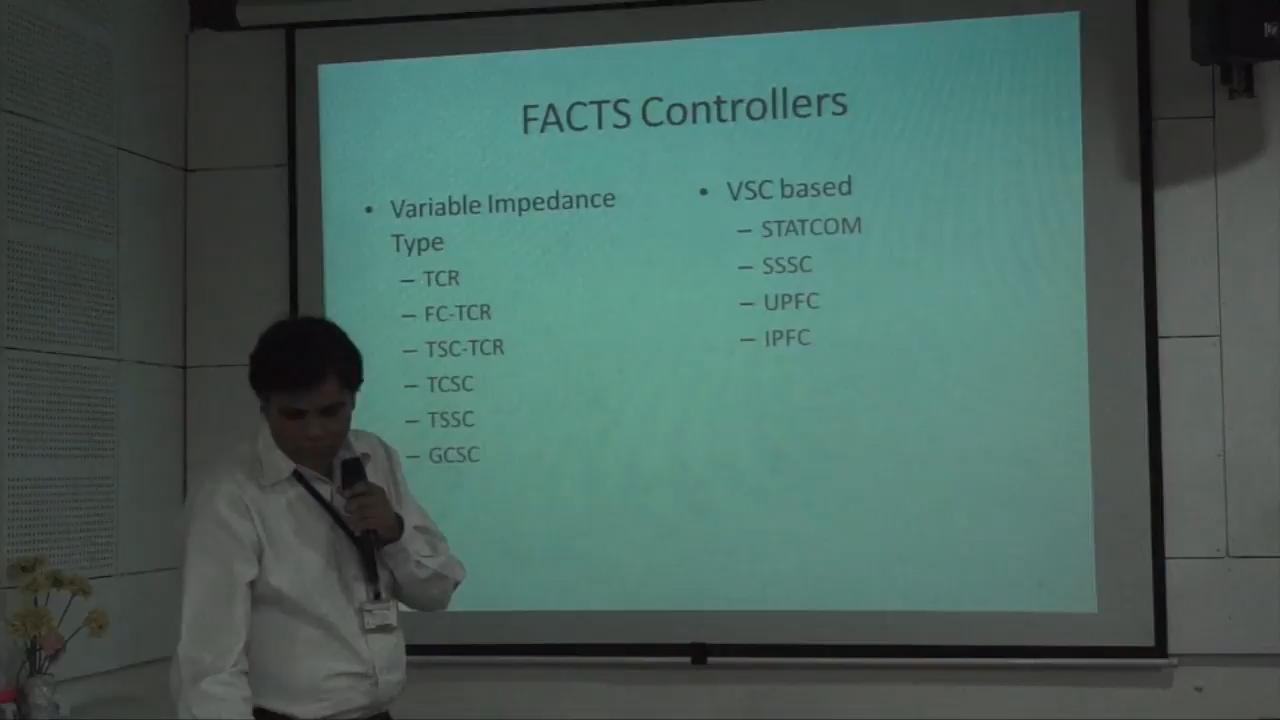 FACTS Controllers
• Variable Impedance
Type
– TCR
– FC-TCR
– TSC-TCR
– TCSC
– TSSC
– GCSC
• VSC based
– STATCOM
– SSSC
– UPFC
– IPFC